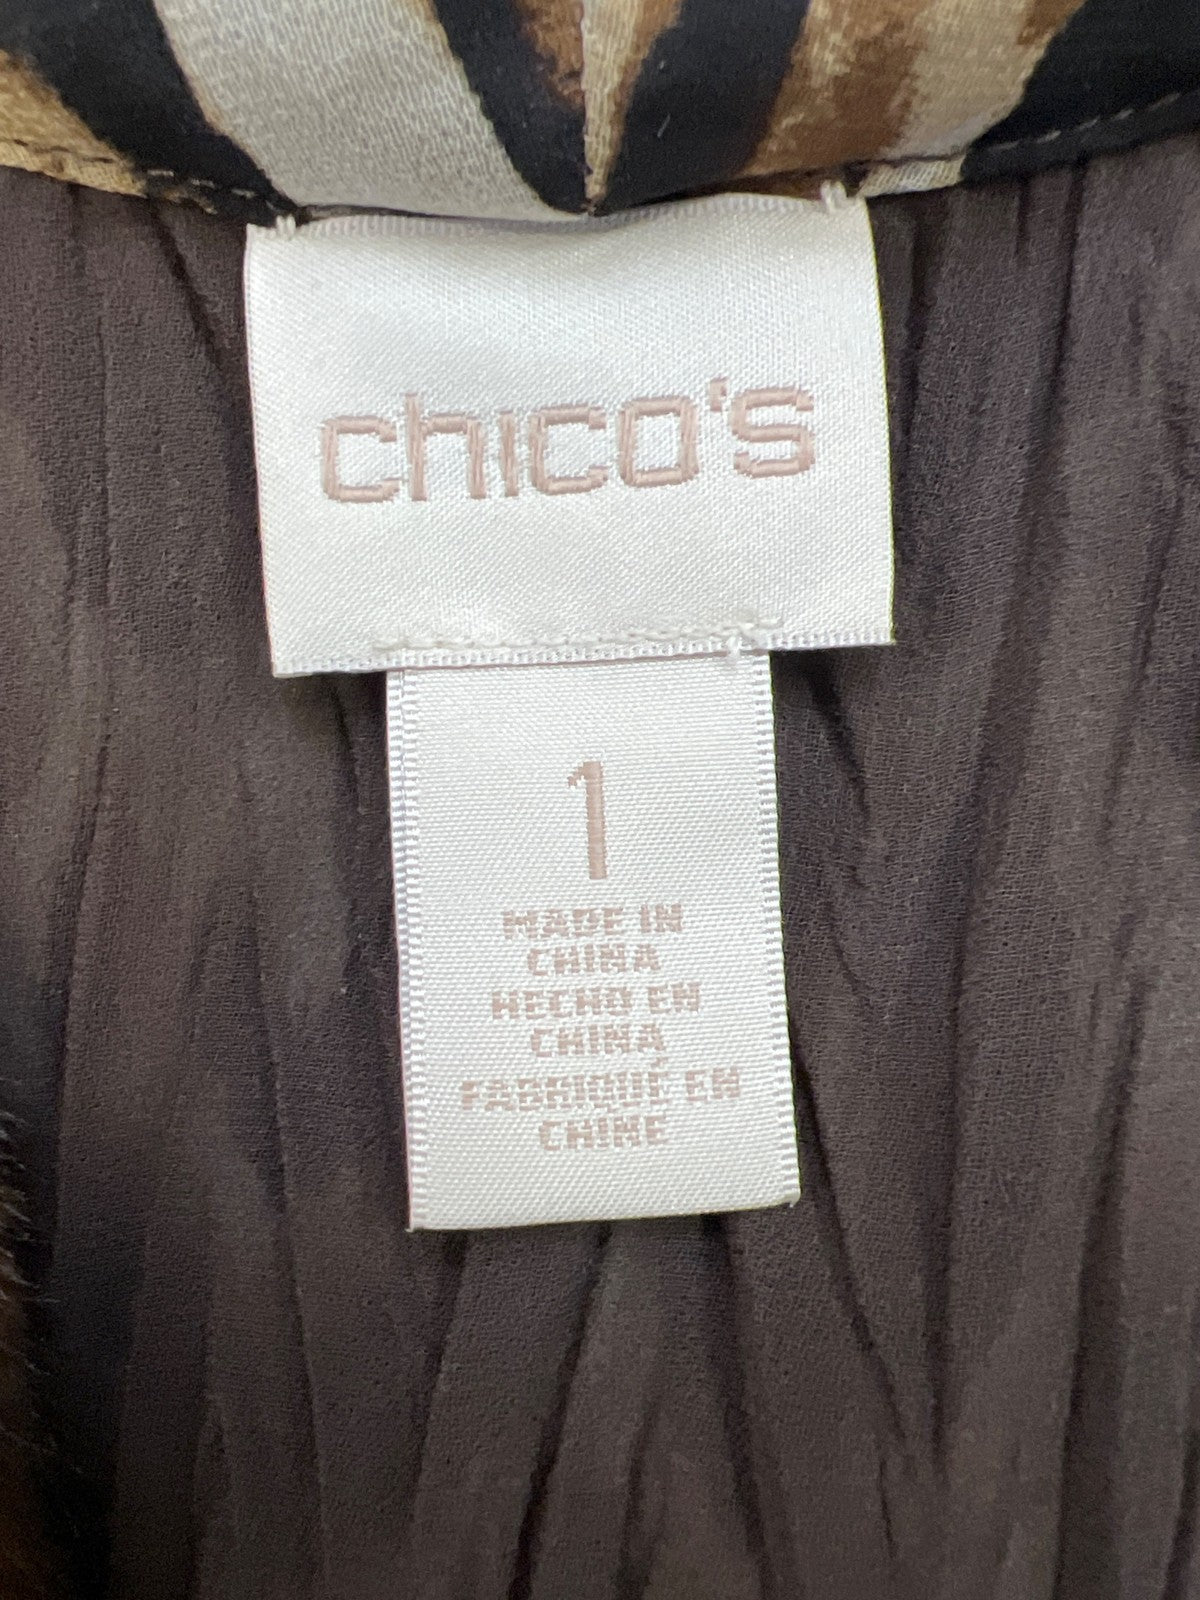 chico's
1
MADE IN
CHINA
HECHO EN
CHINA
FABRIQUÉ EN
CHINE